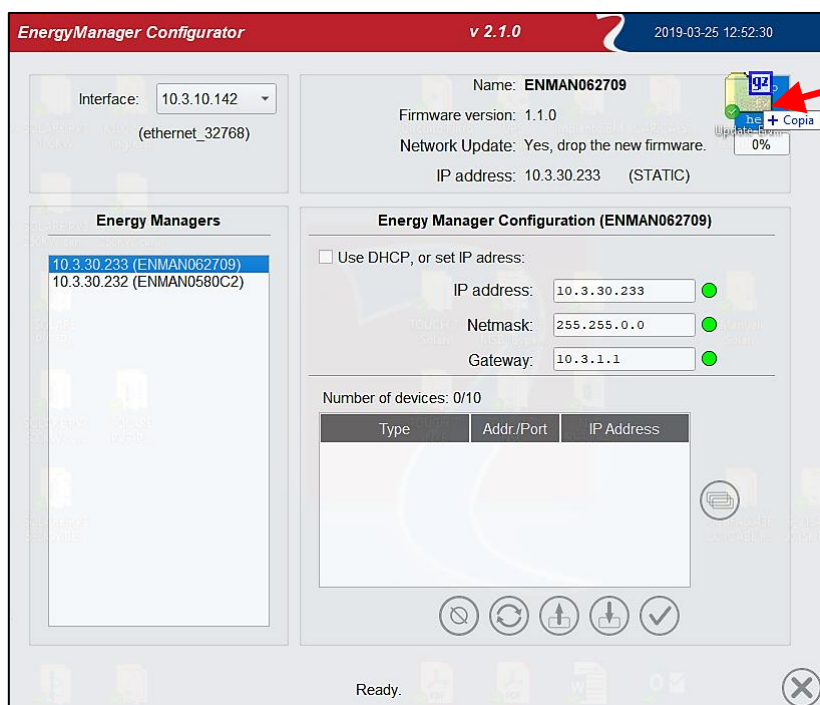 EnergyManager Configurator v 2.1.0 2019-03-25 12:52:30
Interface: 10.3.10.142
(ethernet_32768)
Name: ENMAN062709
Firmware version: 1.1.0
Network Update: Yes, drop the new firmware.
IP address: 10.3.30.233 (STATIC)
gz
he
+ Copia
0%
Energy Managers
10.3.30.233 (ENMAN062709)
10.3.30.232 (ENMAN0580C2)
Energy Manager Configuration (ENMAN062709)
Use DHCP, or set IP adress:
IP address: 10.3.30.233
Netmask: 255.255.0.0
Gateway: 10.3.1.1
Number of devices: 0/10
Type Addr./Port IP Address
Ready.